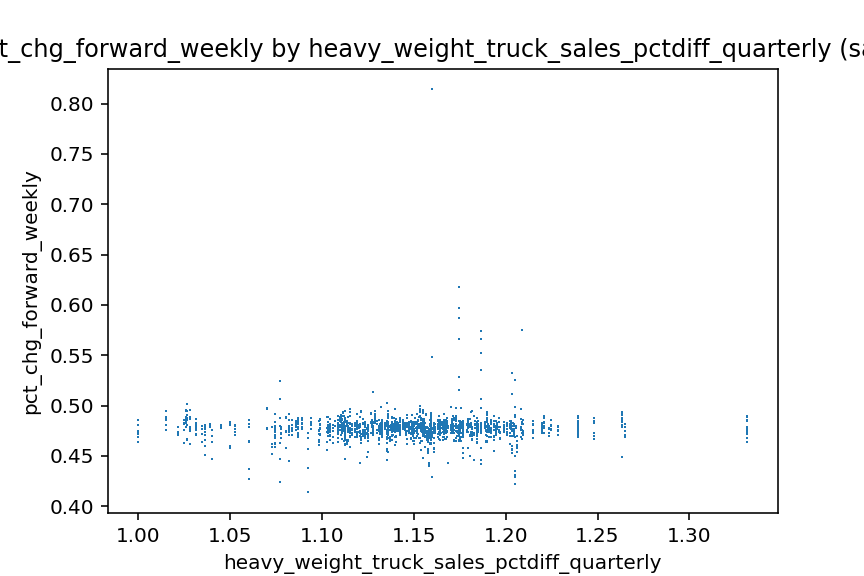 t_chg_forward_weekly by heavy_weight_truck_sales_pctdiff_quarterly (sa
0.80
0.75
0.70
0.65
0.60
0.55
0.50
0.45
0.40
pct_chg_forward_weekly
1.00 1.05 1.10 1.15 1.20 1.25 1.30
heavy_weight_truck_sales_pctdiff_quarterly